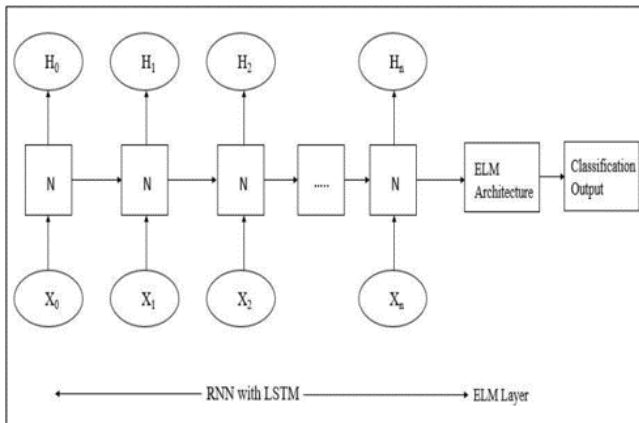 H₀ H₁ H₂ Hₙ
N N N ..... N
ELM
Architecture
Classification
Output
X₀ X₁ X₂ Xₙ
RNN with LSTM
ELM Layer